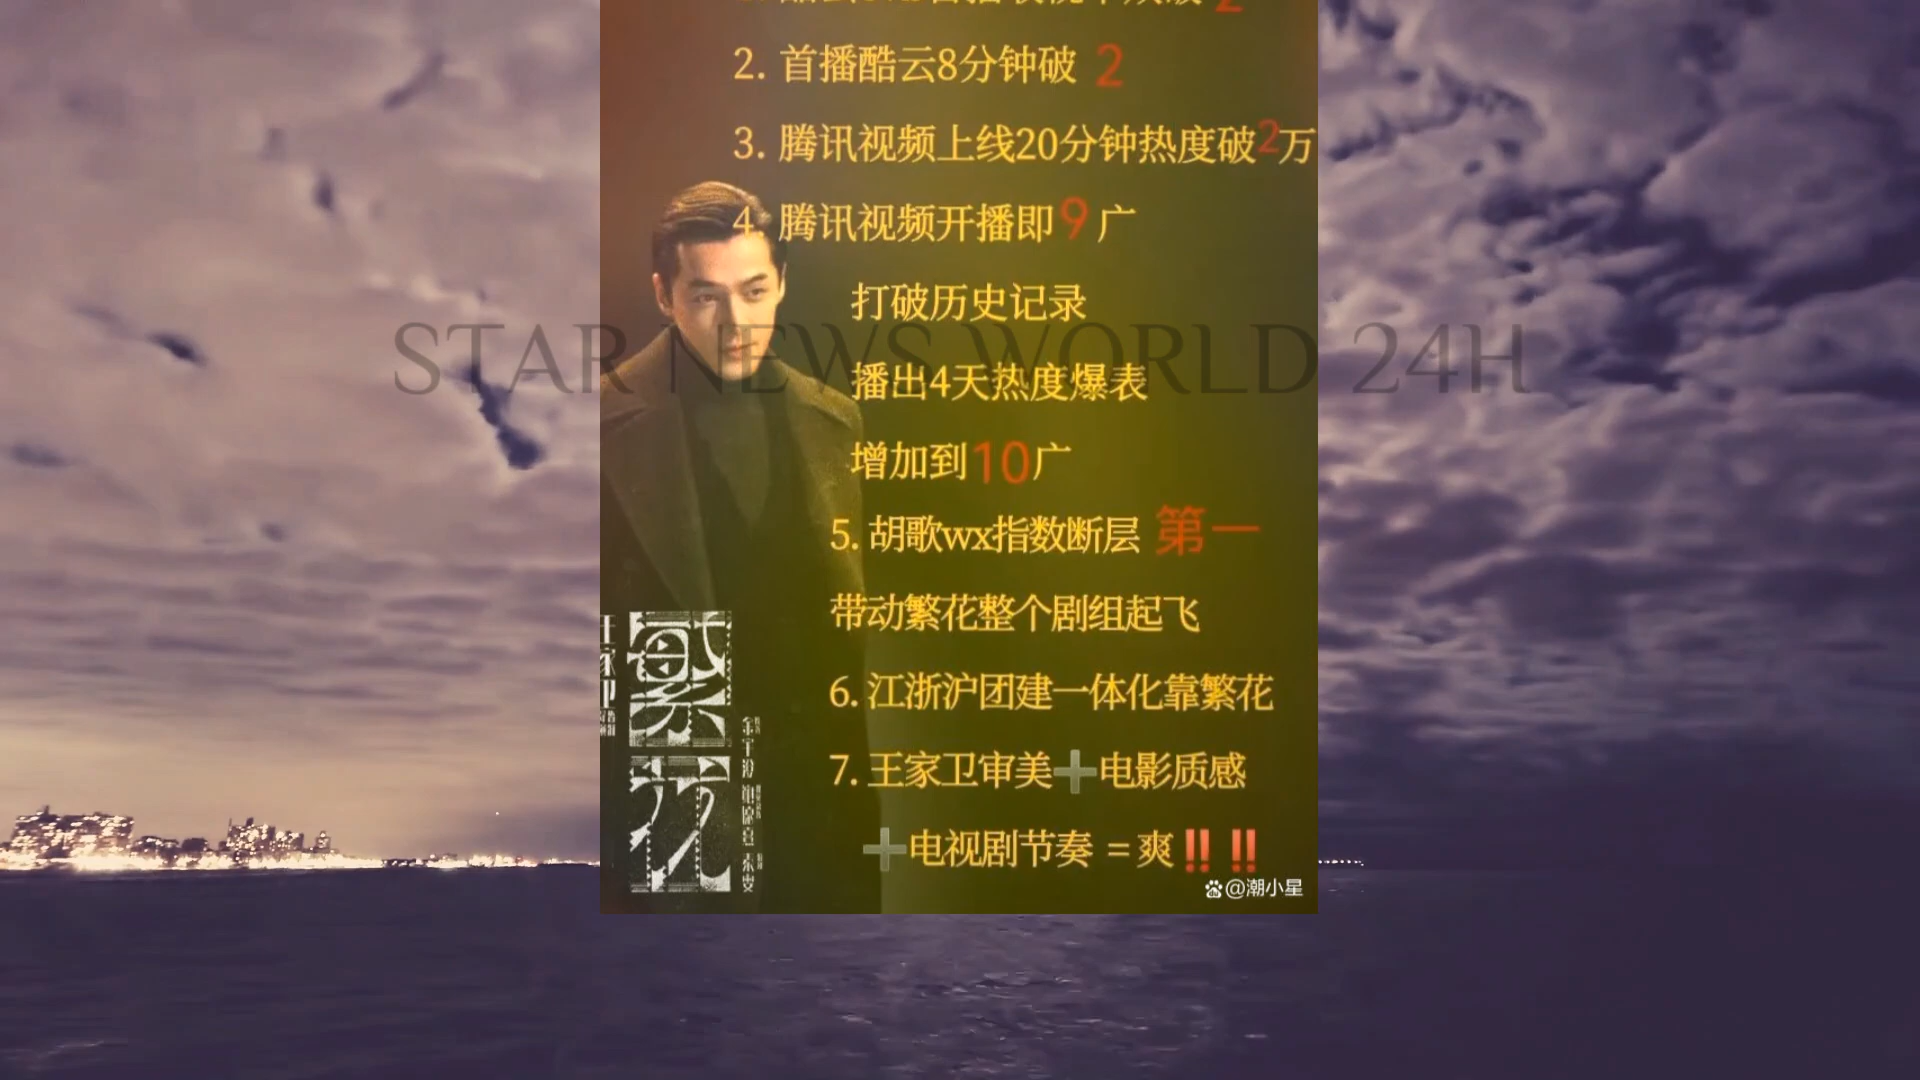 2. 首播酷云8分钟破 2
3. 腾讯视频上线20分钟热度破2万
4. 腾讯视频开播即9广
打破历史记录
STAR NEWS WORLD 24H
播出4天热度爆表
增加到10广
5. 胡歌wx指数断层 第一
带动繁花整个剧组起飞
6. 江浙沪团建一体化靠繁花
7. 王家卫审美➕电影质感
➕电视剧节奏 =爽‼️ ‼️
王家卫
繁花
@潮小星